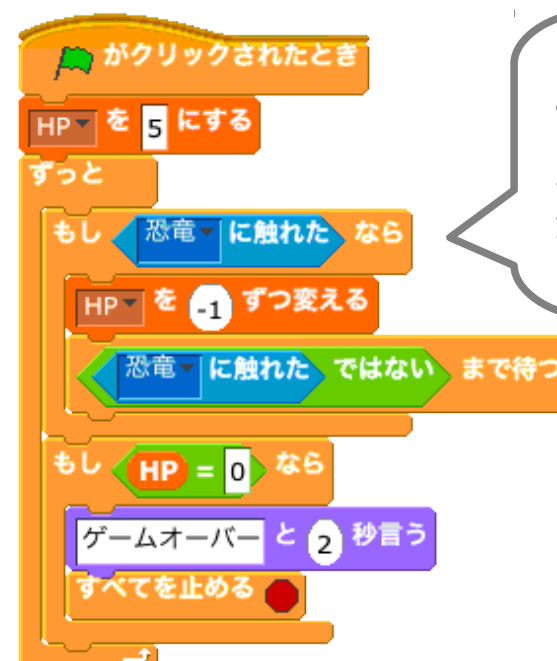 がクリックされたとき
HP を 5 にする
ずっと
もし 恐竜 に触れた なら
HP を -1 ずつ変える
恐竜 に触れた ではない まで待つ
もし HP = 0 なら
ゲームオーバー と 2 秒言う
すべてを止める